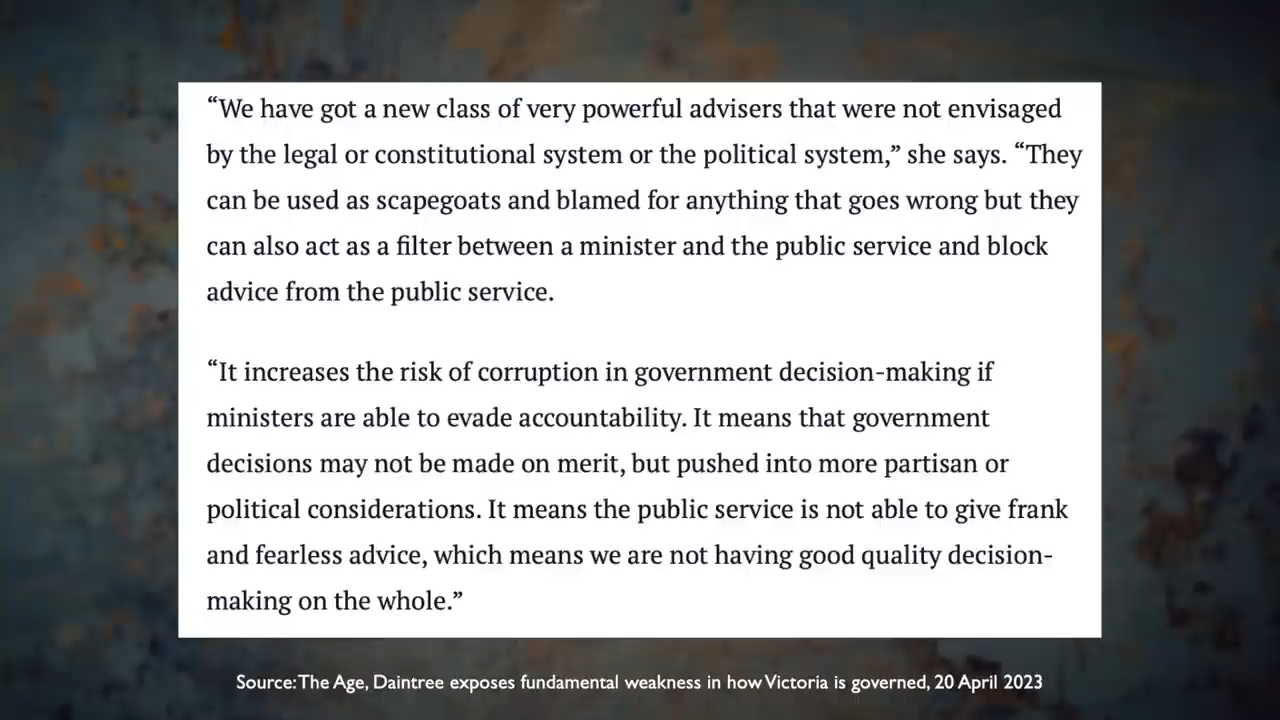 “We have got a new class of very powerful advisers that were not envisaged
by the legal or constitutional system or the political system,” she says. “They
can be used as scapegoats and blamed for anything that goes wrong but they
can also act as a filter between a minister and the public service and block
advice from the public service.
“It increases the risk of corruption in government decision-making if
ministers are able to evade accountability. It means that government
decisions may not be made on merit, but pushed into more partisan or
political considerations. It means the public service is not able to give frank
and fearless advice, which means we are not having good quality decision-
making on the whole.”
Source: The Age, Daintree exposes fundamental weakness in how Victoria is governed, 20 April 2023